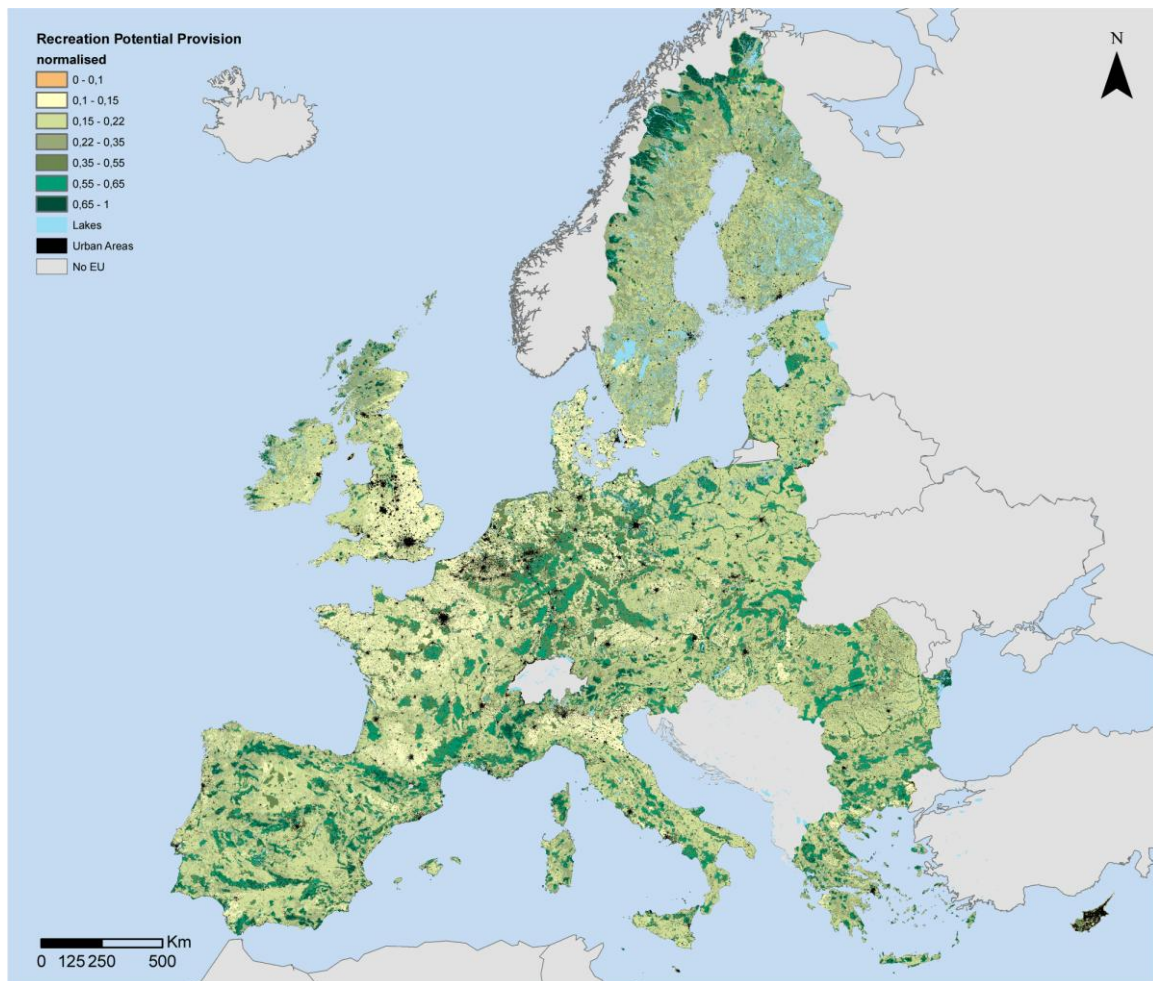 Recreation Potential Provision
normalised
0 - 0,1
0,1 - 0,15
0,15 - 0,22
0,22 - 0,35
0,35 - 0,55
0,55 - 0,65
0,65 - 1
Lakes
Urban Areas
No EU
N
Km
0 125 250 500